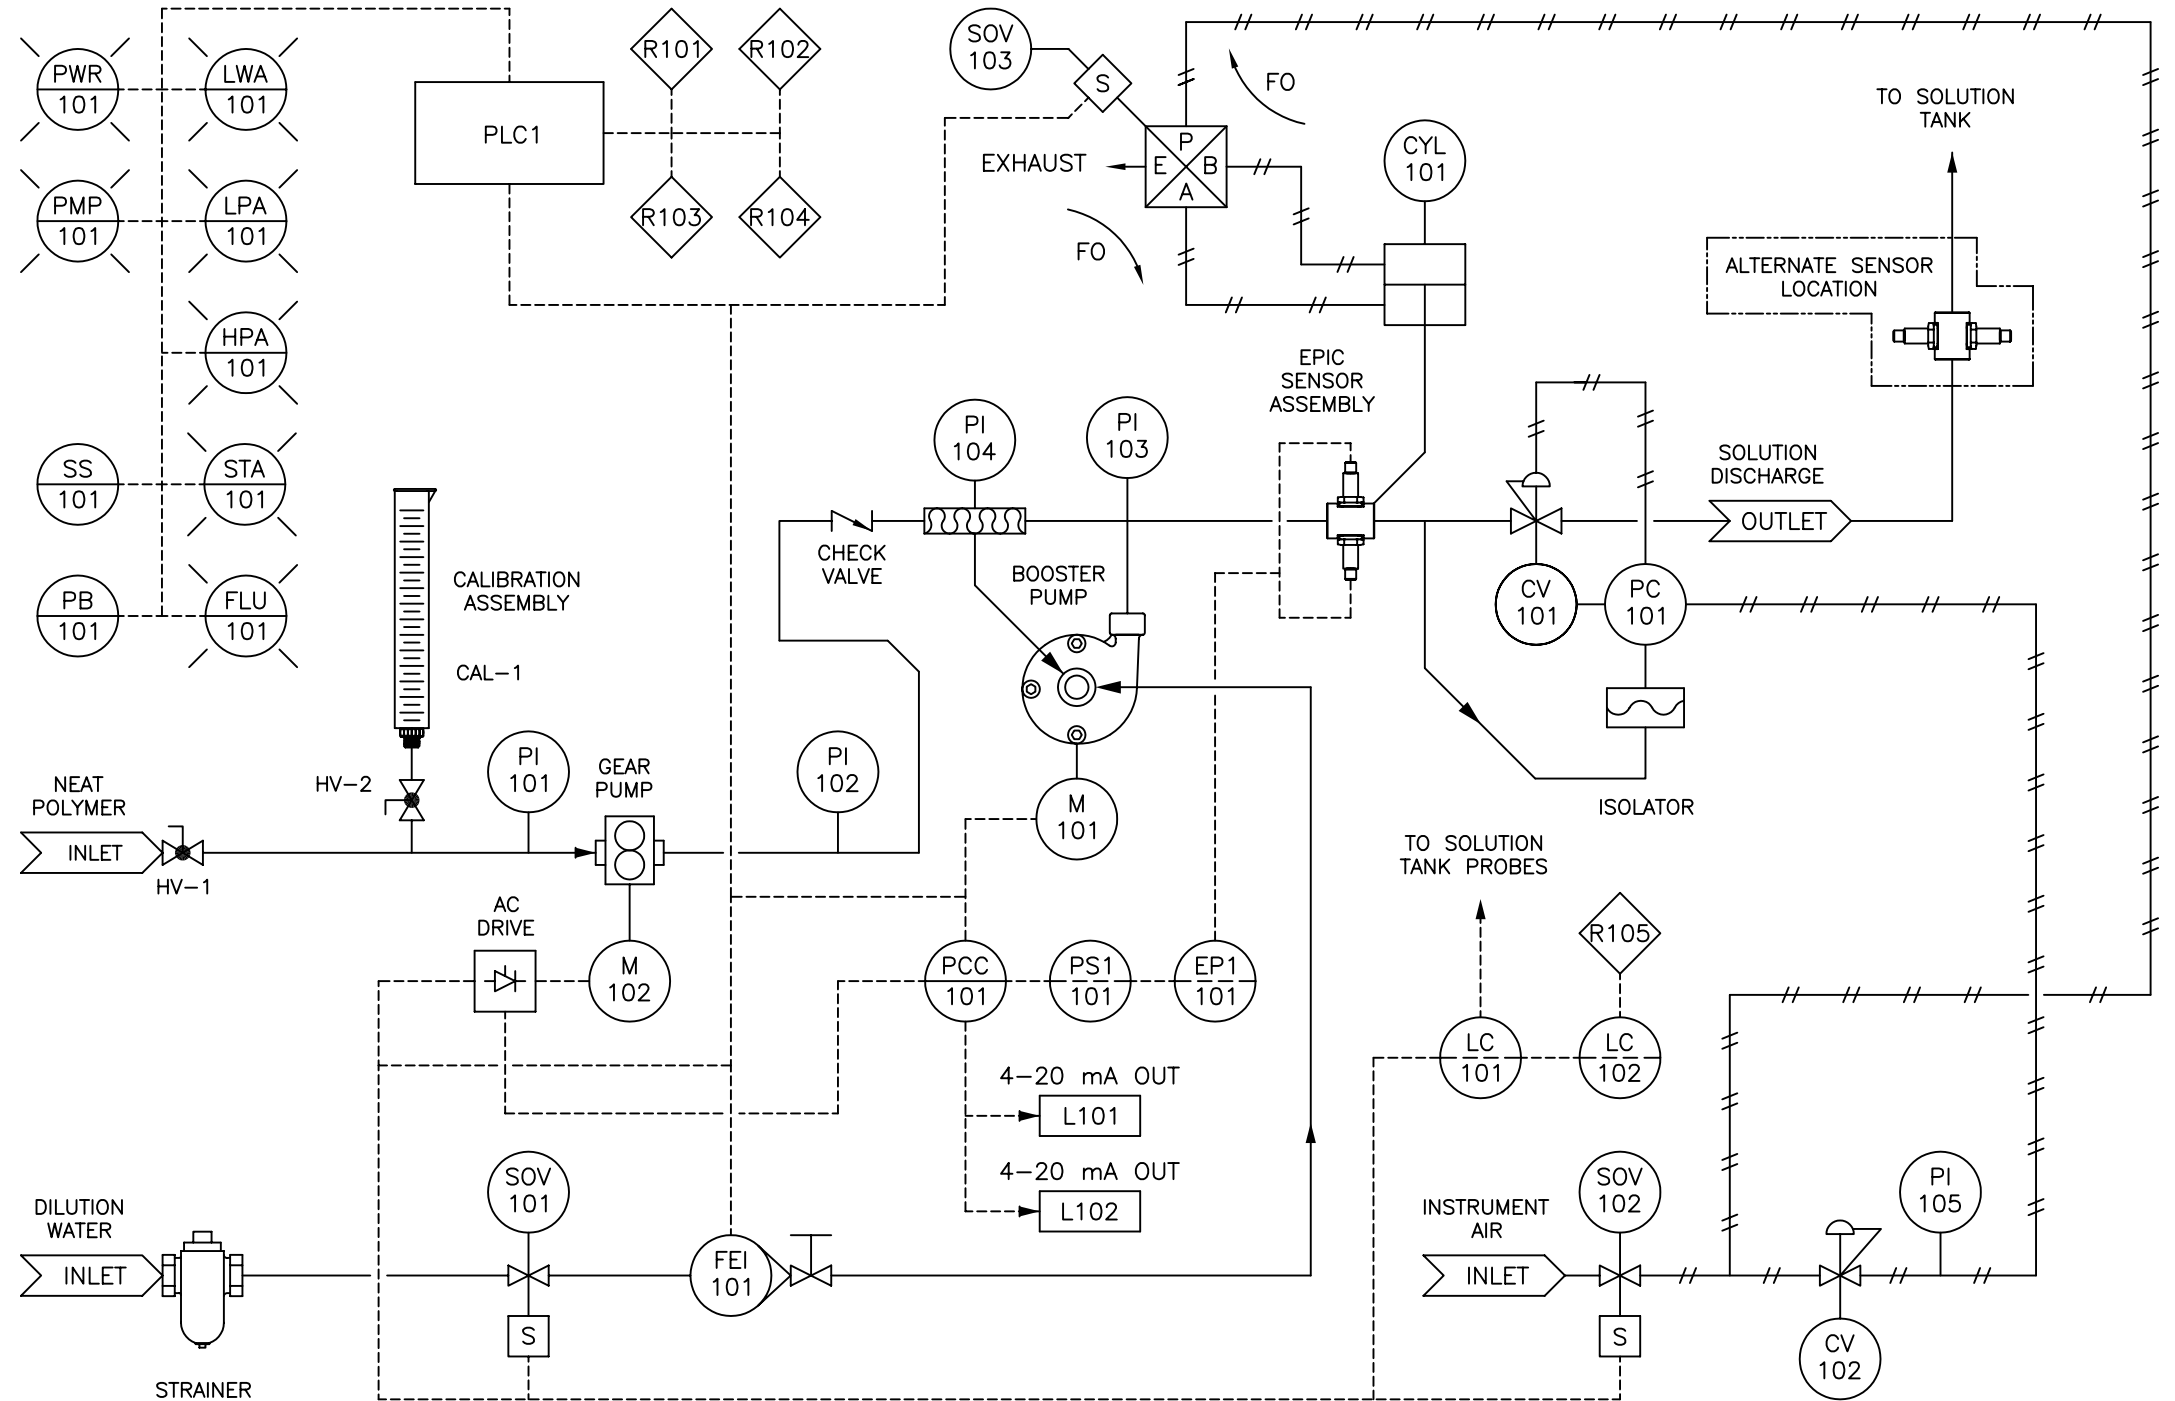 PWR
101
LWA
101
PLC1
R101
R102
R103
R104
SOV
103
S
FO
P
E
B
A
EXHAUST
FO
CYL
101
TO SOLUTION
TANK
PMP
101
LPA
101
ALTERNATE SENSOR
LOCATION
HPA
101
EPIC
SENSOR
ASSEMBLY
PI
104
PI
103
SS
101
STA
101
SOLUTION
DISCHARGE
OUTLET
CHECK
VALVE
BOOSTER
PUMP
CALIBRATION
ASSEMBLY
CAL-1
PB
101
FLU
101
CV
101
PC
101
ISOLATOR
NEAT
POLYMER
INLET
HV-1
HV-2
PI
101
GEAR
PUMP
PI
102
M
101
AC
DRIVE
M
102
PCC
101
PS1
101
EP1
101
TO SOLUTION
TANK PROBES
R105
LC
101
LC
102
4-20 mA OUT
L101
4-20 mA OUT
L102
DILUTION
WATER
INLET
STRAINER
SOV
101
S
FEI
101
INSTRUMENT
AIR
INLET
SOV
102
S
PI
105
CV
102